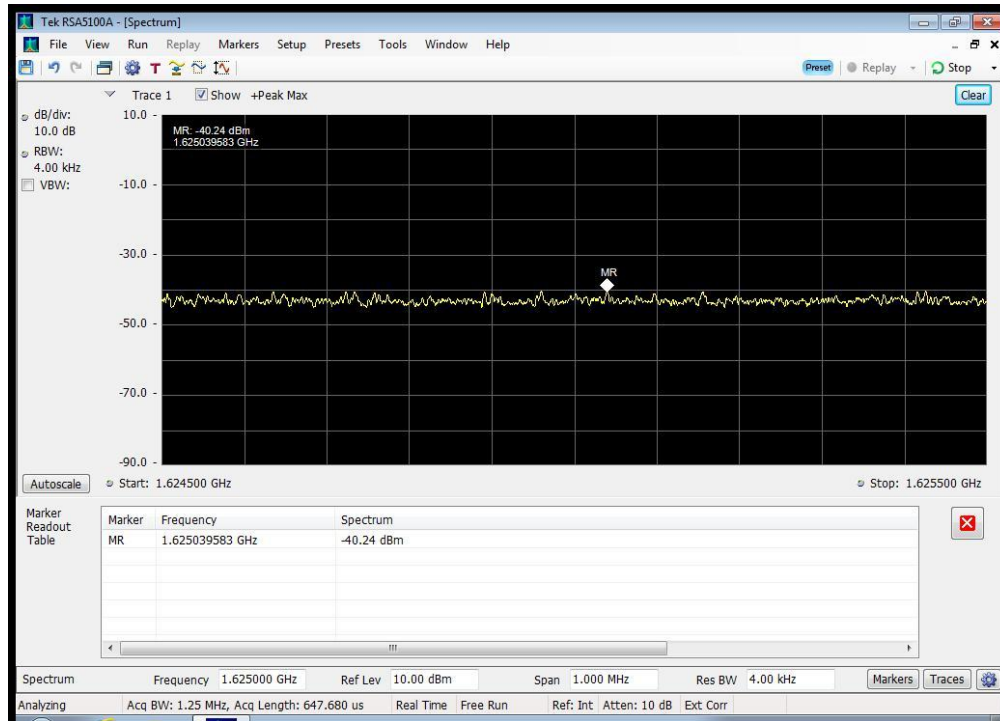 Tek RSA5100A - [Spectrum]
File View Run Replay Markers Setup Presets Tools Window Help
T Preset Replay Stop
Trace 1 Show +Peak Max Clear
dB/div:
10.0 dB
RBW:
4.00 kHz
VBW:
10.0
MR: -40.24 dBm
1.625039583 GHz
-10.0
-30.0
MR
-50.0
-70.0
-90.0
Autoscale Start: 1.624500 GHz Stop: 1.625500 GHz
Marker
Readout
Table
Marker Frequency Spectrum
MR 1.625039583 GHz -40.24 dBm
Spectrum Frequency 1.625000 GHz Ref Lev 10.00 dBm Span 1.000 MHz Res BW 4.00 kHz Markers Traces
Analyzing Acq BW: 1.25 MHz, Acq Length: 647.680 us Real Time Free Run Ref: Int Atten: 10 dB Ext Corr